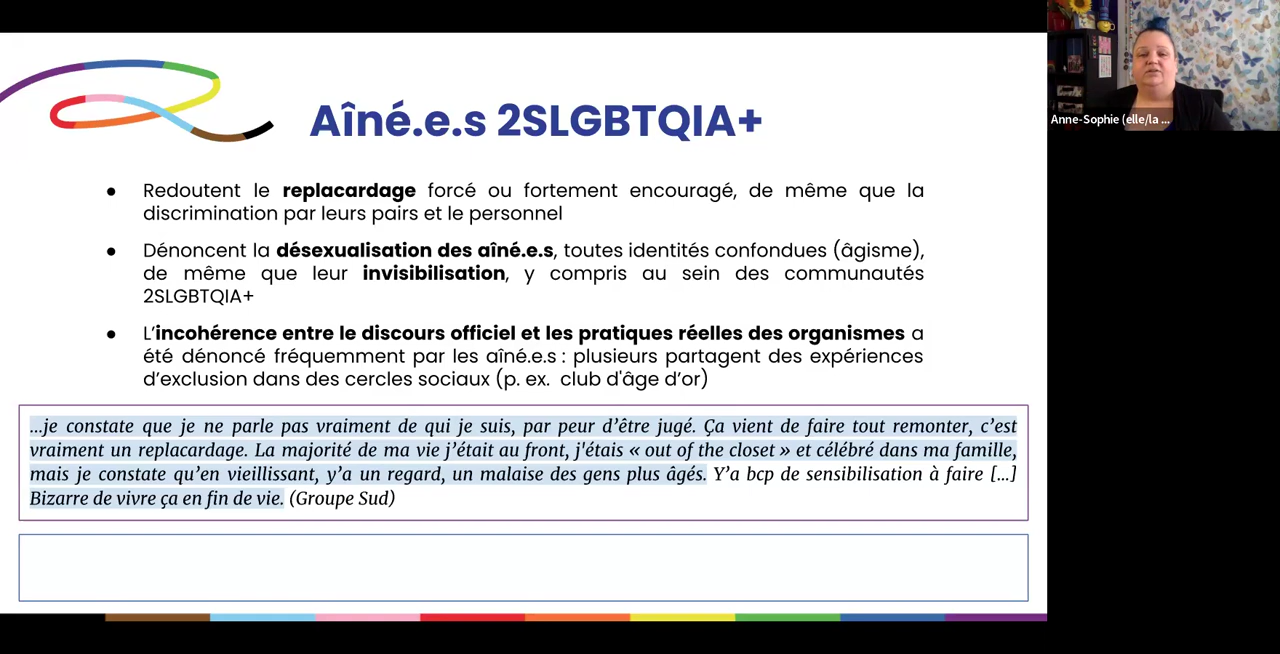 Aîné.e.s 2SLGBTQIA+
Anne-Sophie (elle/la ...
● Redoutent le replacardage forcé ou fortement encouragé, de même que la
discrimination par leurs pairs et le personnel
● Dénoncent la désexualisation des aîné.e.s, toutes identités confondues (âgisme),
de même que leur invisibilisation, y compris au sein des communautés
2SLGBTQIA+
● L’incohérence entre le discours officiel et les pratiques réelles des organismes a
été dénoncé fréquemment par les aîné.e.s : plusieurs partagent des expériences
d’exclusion dans des cercles sociaux (p. ex. club d'âge d’or)
...je constate que je ne parle pas vraiment de qui je suis, par peur d’être jugé. Ça vient de faire tout remonter, c’est
vraiment un replacardage. La majorité de ma vie j’était au front, j'étais « out of the closet » et célébré dans ma famille,
mais je constate qu’en vieillissant, y’a un regard, un malaise des gens plus âgés. Y’a bcp de sensibilisation à faire [...]
Bizarre de vivre ça en fin de vie. (Groupe Sud)